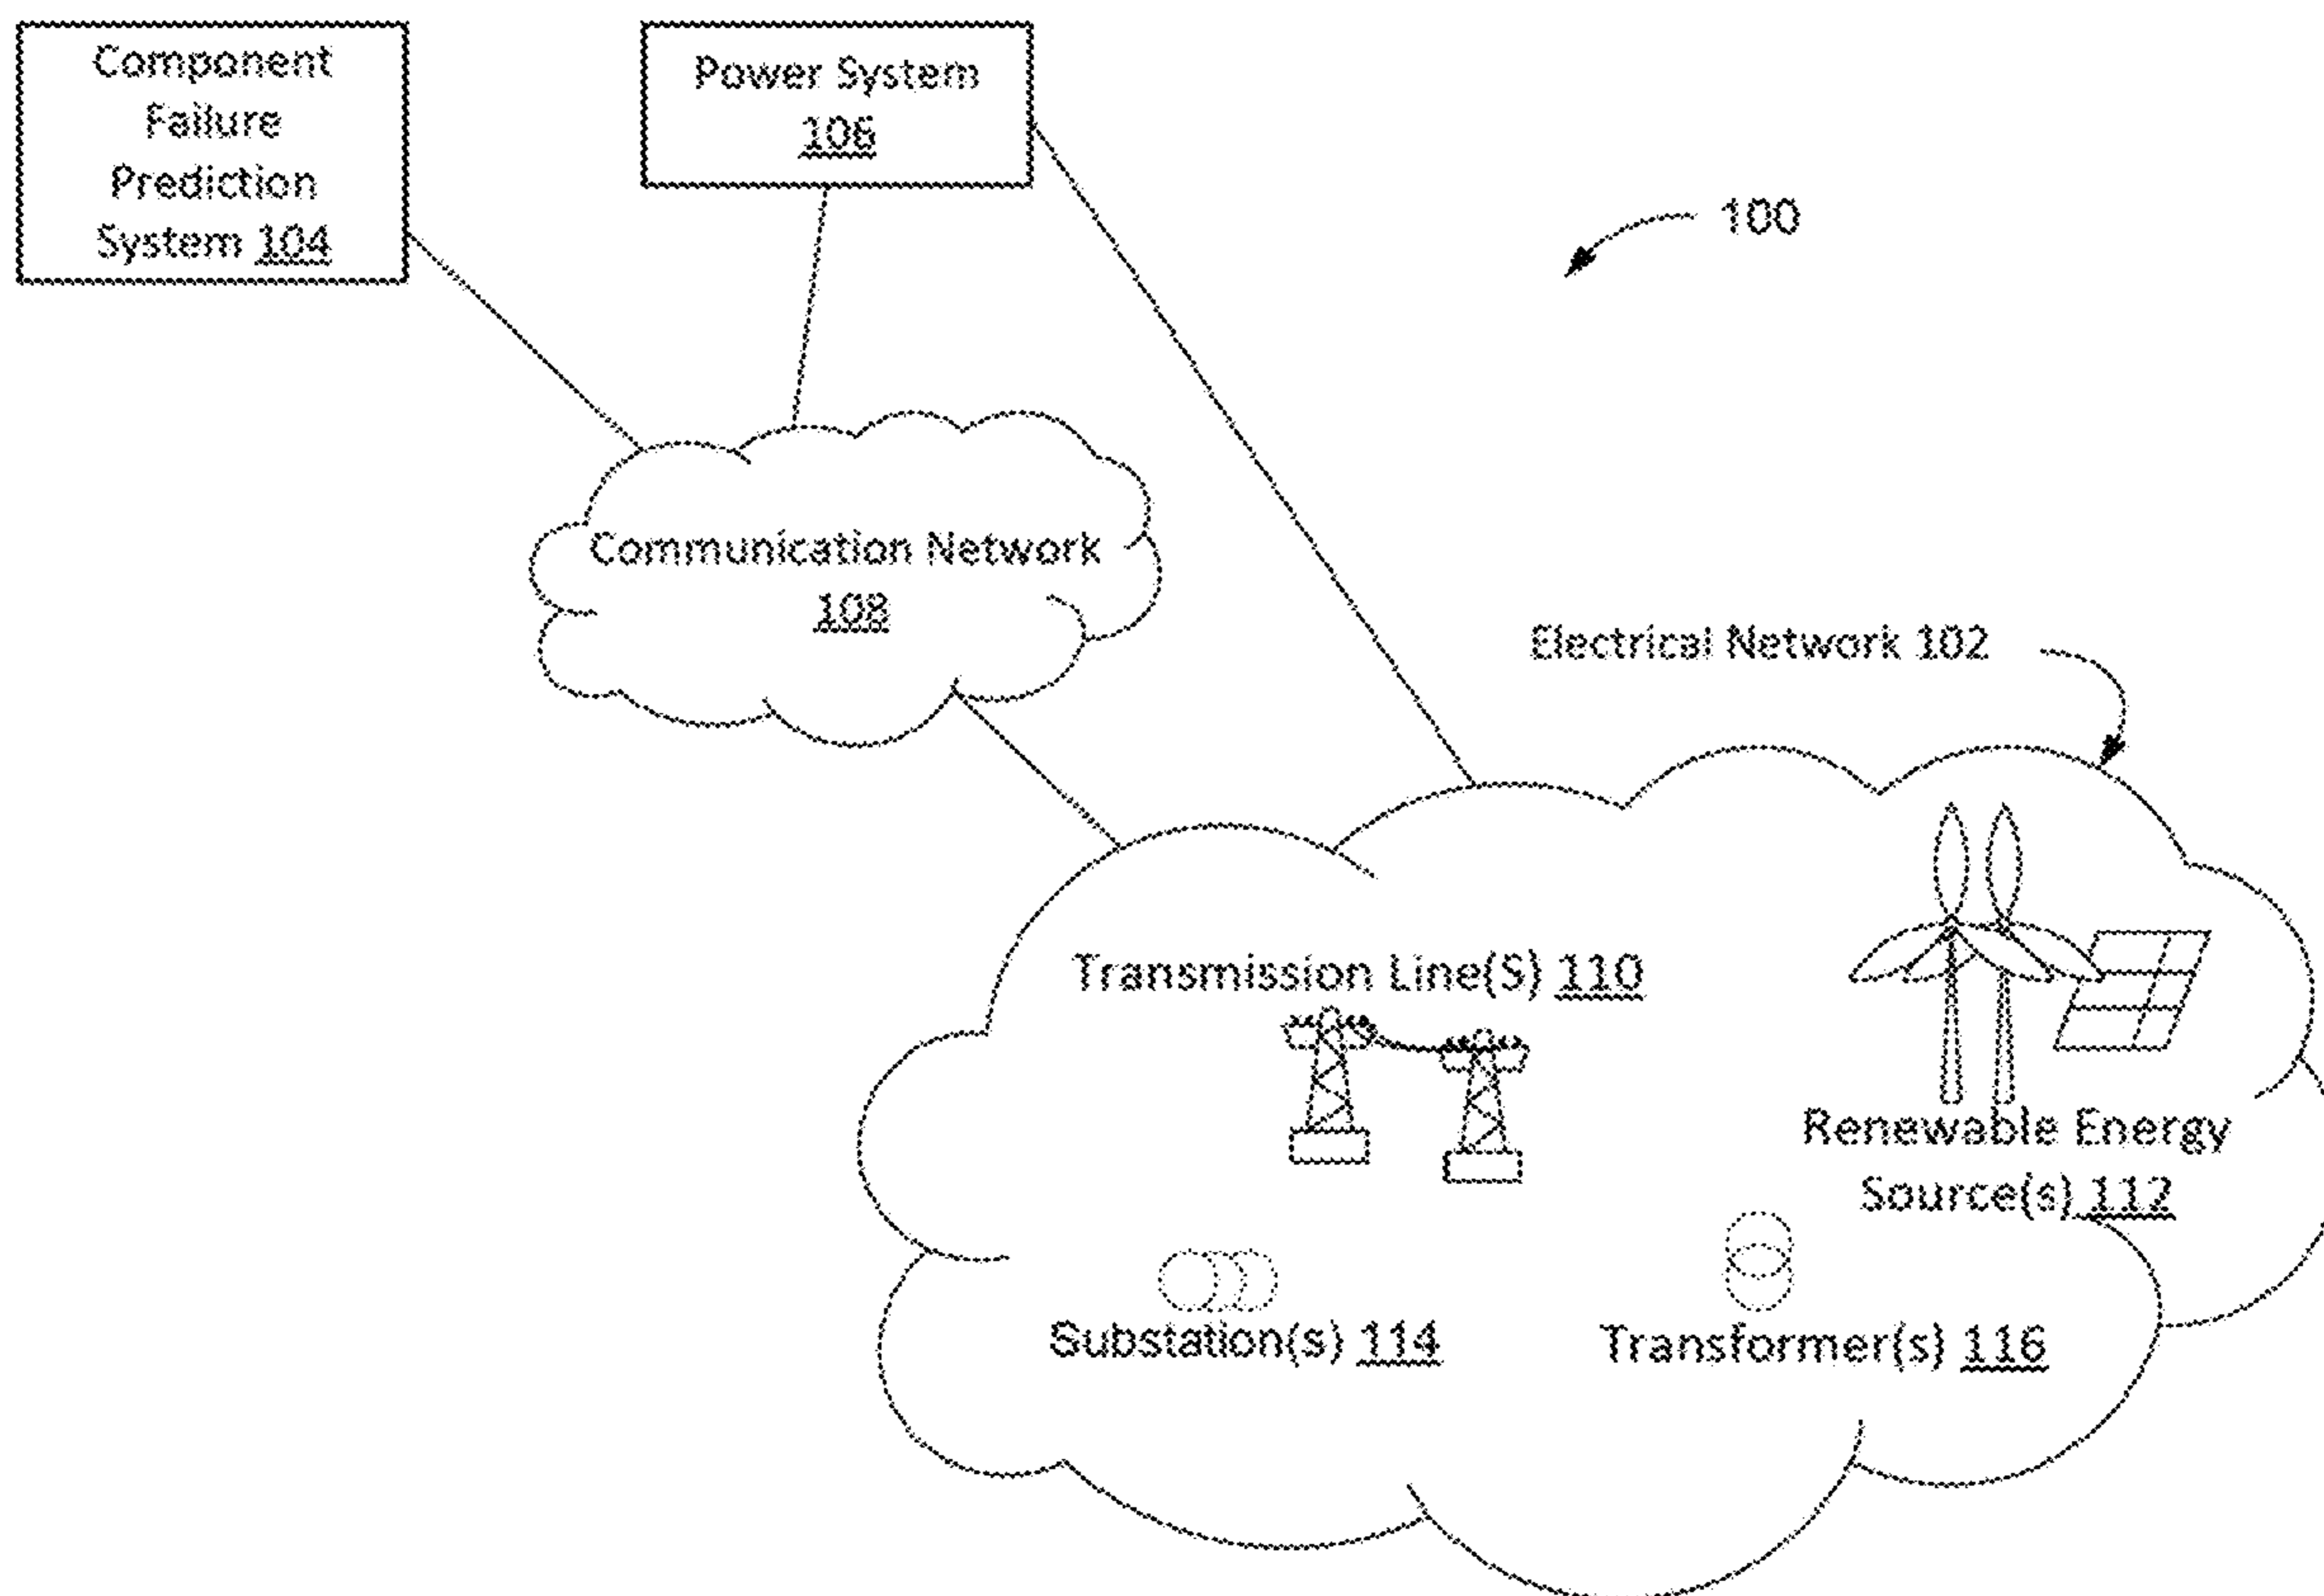 Component
Failure
Prediction
System 104
Power System
106
100
Communication Network
108
Electrical Network 102
Transmission Line(S) 110
Renewable Energy
Source(s) 112
Substation(s) 114
Transformer(s) 116